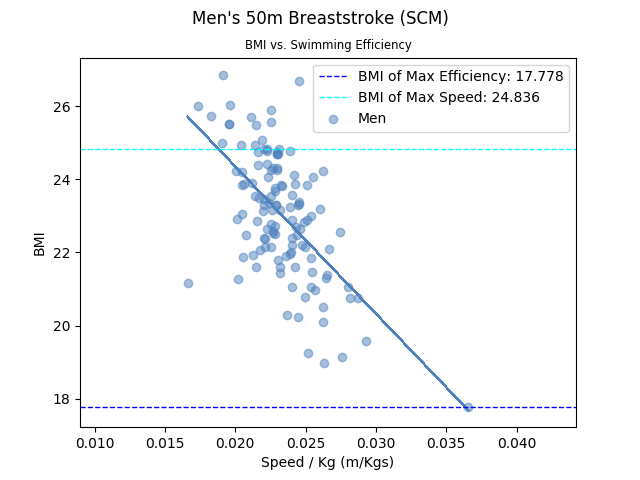 Men's 50m Breaststroke (SCM)
BMI vs. Swimming Efficiency
BMI of Max Efficiency: 17.778
BMI of Max Speed: 24.836
Men
26
24
22
20
18
BMI
0.010 0.015 0.020 0.025 0.030 0.035 0.040
Speed / Kg (m/Kgs)